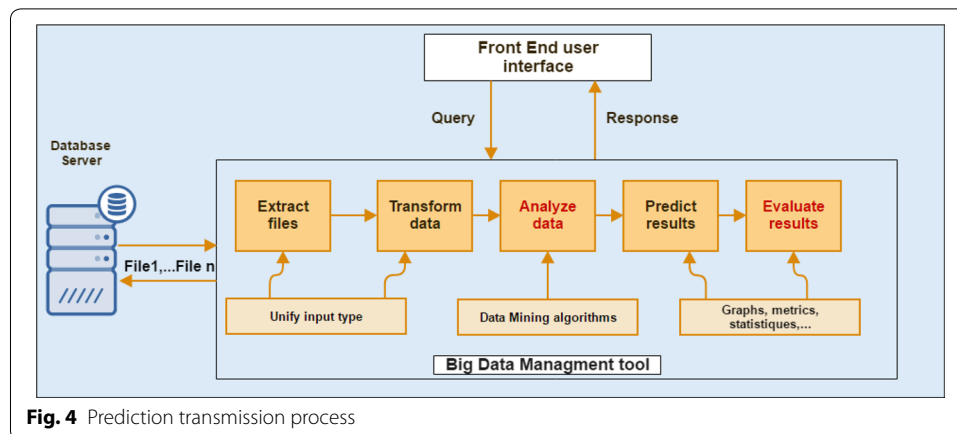 Front End user
interface
Query
Response
Database
Server
File1,...File n
Extract
files
Transform
data
Analyze
data
Predict
results
Evaluate
results
Unify input type
Data Mining algorithms
Graphs, metrics,
statistiques,...
Big Data Managment tool
Fig. 4 Prediction transmission process